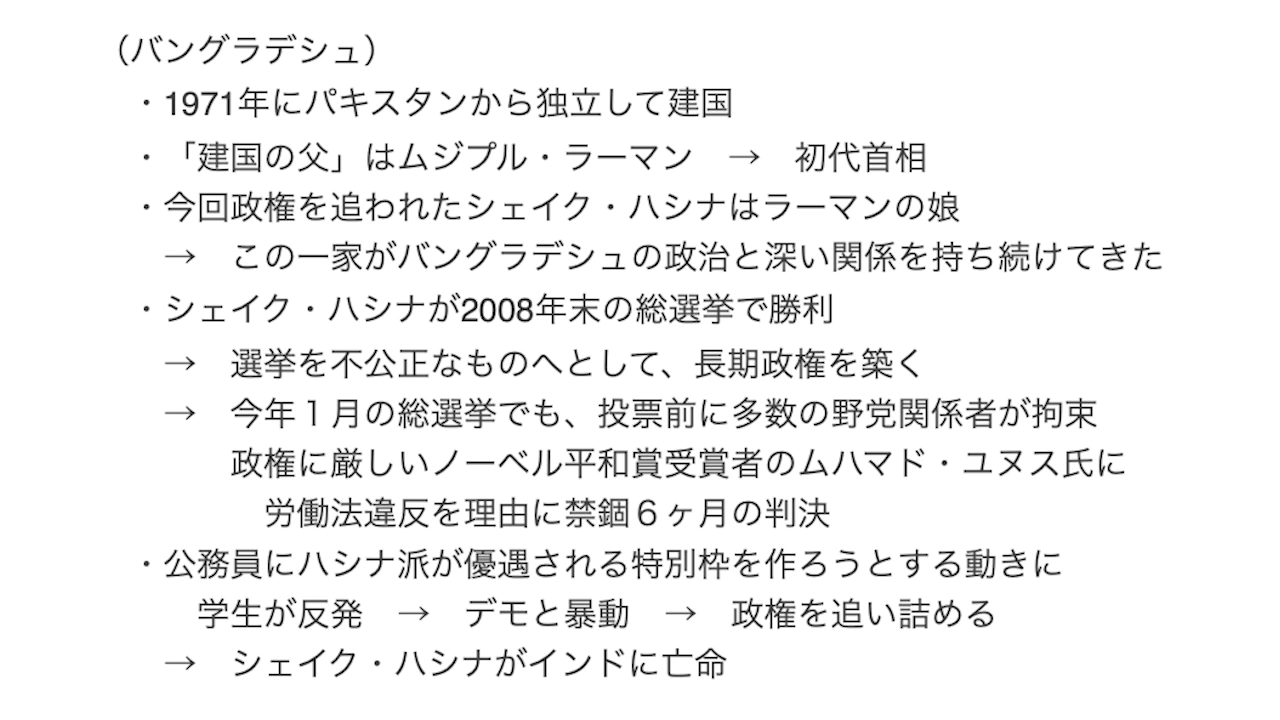 （バングラデシュ）
・1971年にパキスタンから独立して建国
・「建国の父」はムジプル・ラーマン　→　初代首相
・今回政権を追われたシェイク・ハシナはラーマンの娘
→　この一家がバングラデシュの政治と深い関係を持ち続けてきた
・シェイク・ハシナが2008年末の総選挙で勝利
→　選挙を不公正なものへとして、長期政権を築く
→　今年１月の総選挙でも、投票前に多数の野党関係者が拘束
政権に厳しいノーベル平和賞受賞者のムハマド・ユヌス氏に
労働法違反を理由に禁錮６ヶ月の判決
・公務員にハシナ派が優遇される特別枠を作ろうとする動きに
学生が反発　→　デモと暴動　→　政権を追い詰める
→　シェイク・ハシナがインドに亡命